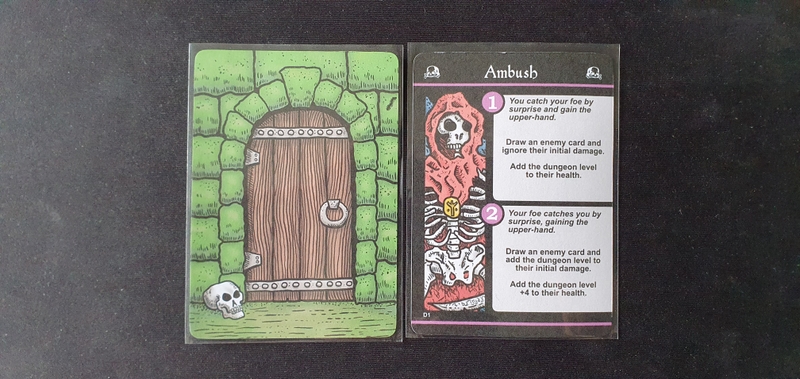 Ambush
1
You catch your foe by
surprise and gain the
upper-hand.
Draw an enemy card and
ignore their initial damage.
Add the dungeon level
to their health.
2
Your foe catches you by
surprise, gaining the
upper-hand.
Draw an enemy card and
add the dungeon level to
their initial damage.
Add the dungeon level
+4 to their health.
D1